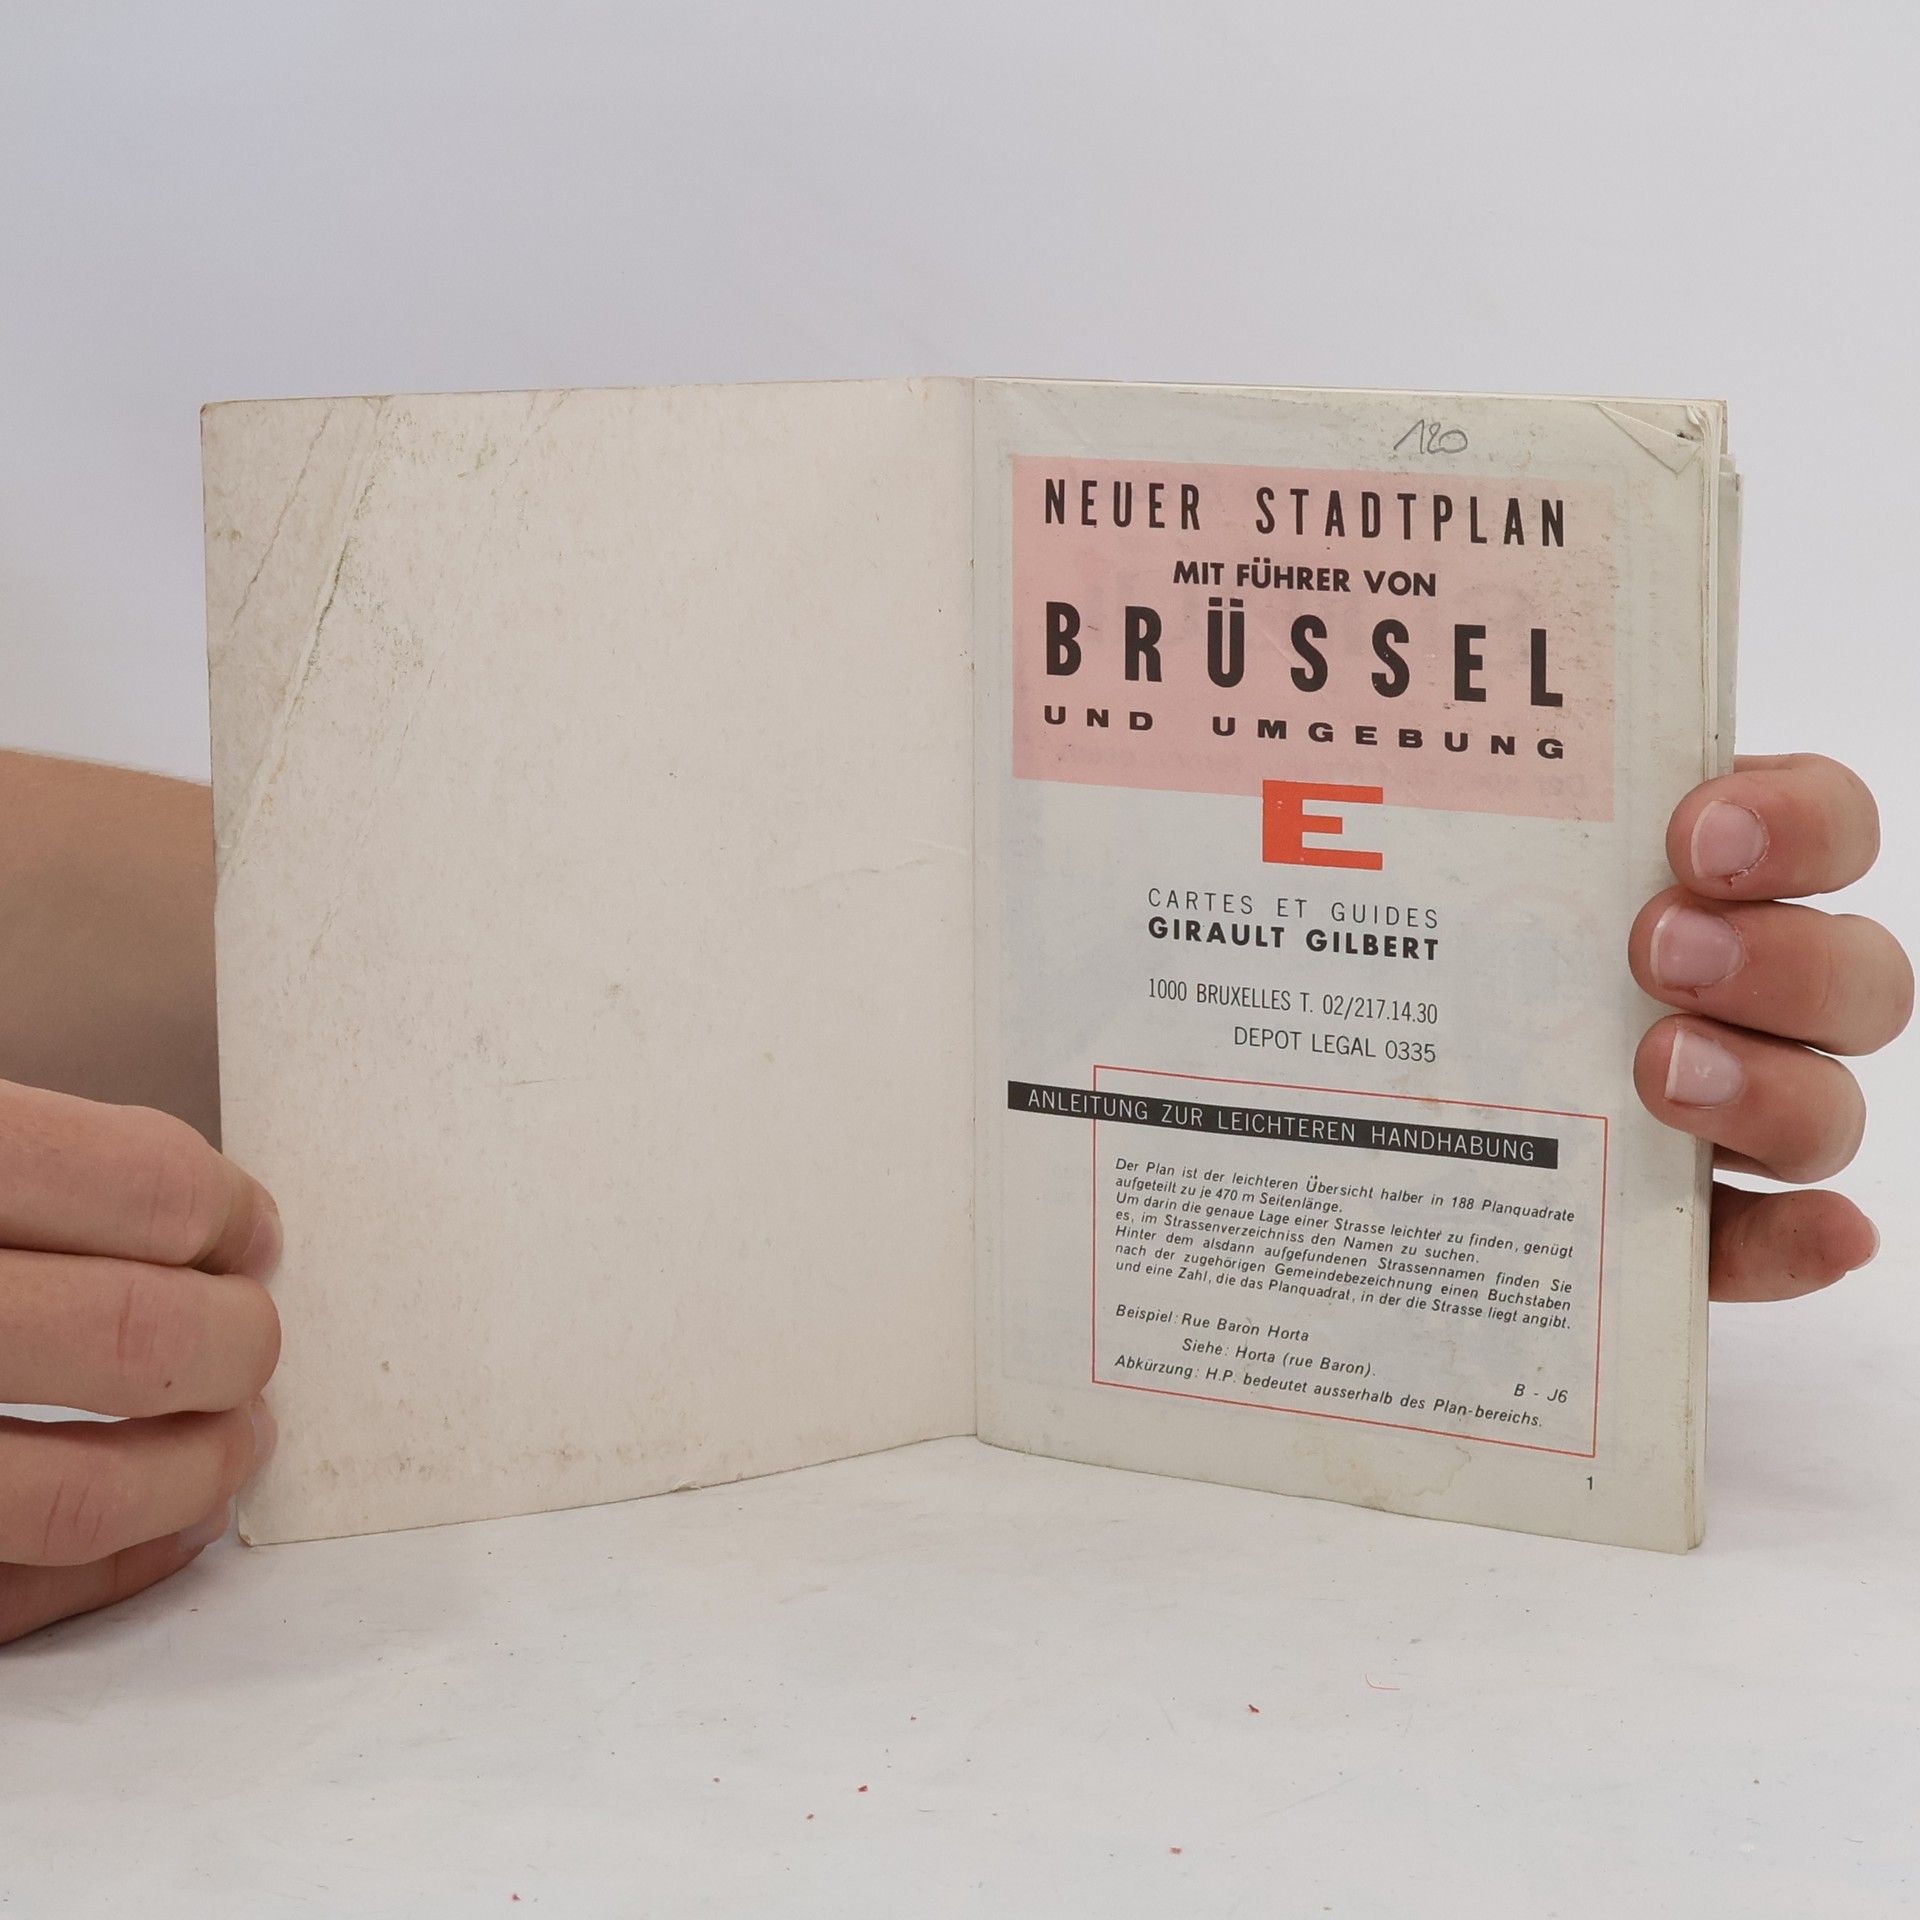 120
NEUER STADTPLAN
MIT FÜHRER VON
BRÜSSEL
UND UMGEBUNG
E
CARTES ET GUIDES
GIRAULT GILBERT
1000 BRUXELLES T. 02/217.14.30
DEPOT LEGAL 0335
ANLEITUNG ZUR LEICHTEREN HANDHABUNG
Der Plan ist der leichteren Übersicht halber in 188 Planquadrate
aufgeteilt zu je 470 m Seitenlänge.
Um darin die genaue Lage einer Strasse leichter zu finden, genügt
es, im Strassenverzeichniss den Namen zu suchen.
Hinter dem alsdann aufgefundenen Strassennamen finden Sie
nach der zugehörigen Gemeindebezeichnung einen Buchstaben
und eine Zahl, die das Planquadrat, in der die Strasse liegt angibt.
Beispiel: Rue Baron Horta
Siehe: Horta (rue Baron). B - J6
Abkürzung: H.P. bedeutet ausserhalb des Plan-bereichs.
1